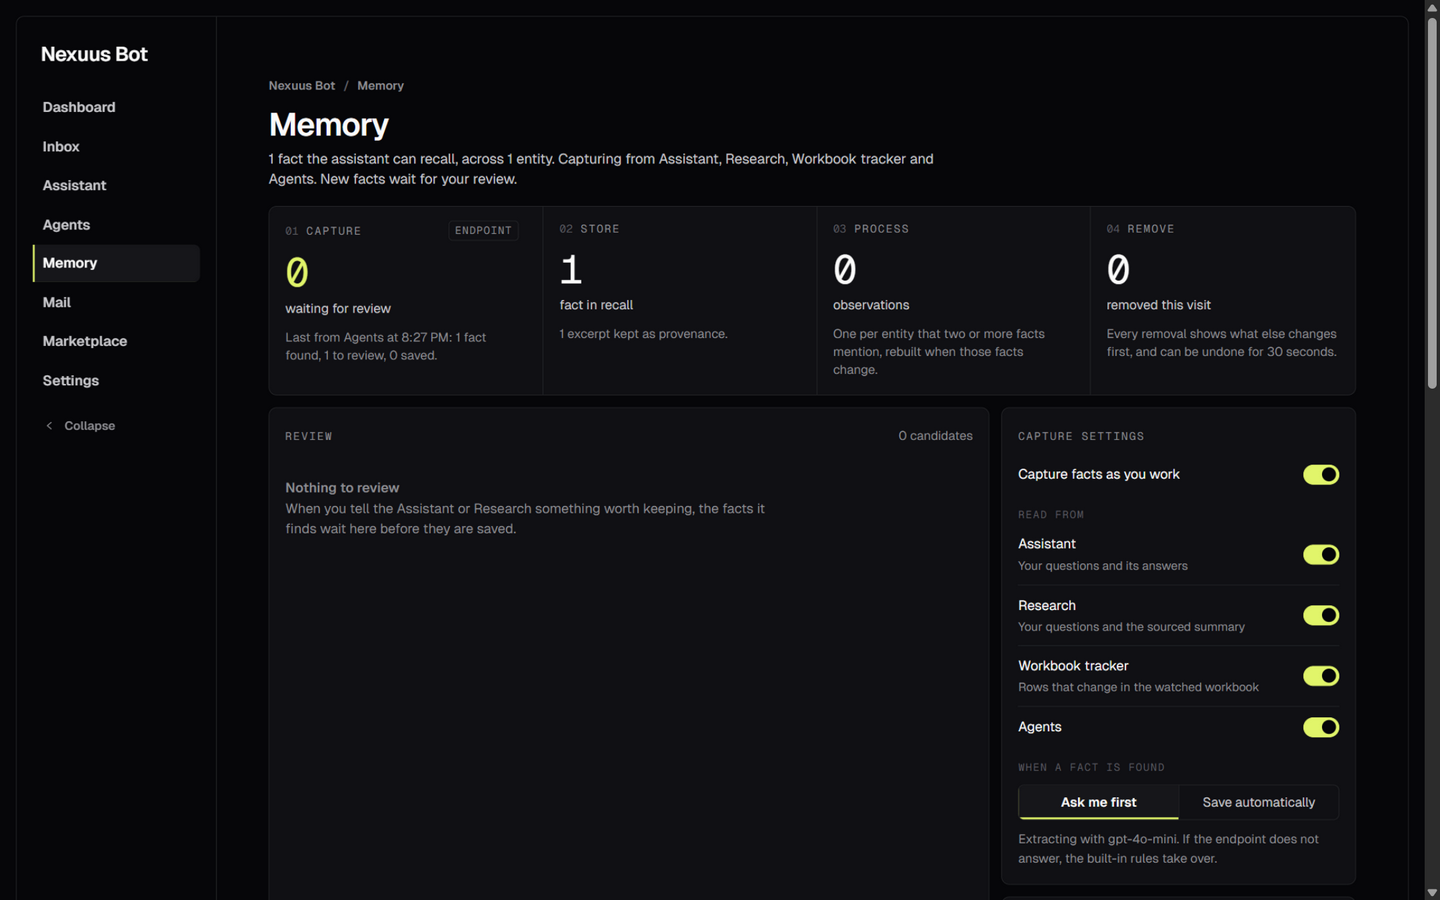 Nexuus Bot
Dashboard
Inbox
Assistant
Agents
Memory
Mail
Marketplace
Settings
Collapse
Nexuus Bot / Memory
Memory
1 fact the assistant can recall, across 1 entity. Capturing from Assistant, Research, Workbook tracker and
Agents. New facts wait for your review.
01 CAPTURE
ENDPOINT
0
waiting for review
Last from Agents at 8:27 PM: 1 fact
found, 1 to review, 0 saved.
02 STORE
1
fact in recall
1 excerpt kept as provenance.
03 PROCESS
0
observations
One per entity that two or more facts
mention, rebuilt when those facts
change.
04 REMOVE
0
removed this visit
Every removal shows what else changes
first, and can be undone for 30 seconds.
REVIEW
0 candidates
Nothing to review
When you tell the Assistant or Research something worth keeping, the facts it
finds wait here before they are saved.
CAPTURE SETTINGS
Capture facts as you work
READ FROM
Assistant
Your questions and its answers
Research
Your questions and the sourced summary
Workbook tracker
Rows that change in the watched workbook
Agents
WHEN A FACT IS FOUND
Ask me first
Save automatically
Extracting with gpt-4o-mini. If the endpoint does not
answer, the built-in rules take over.